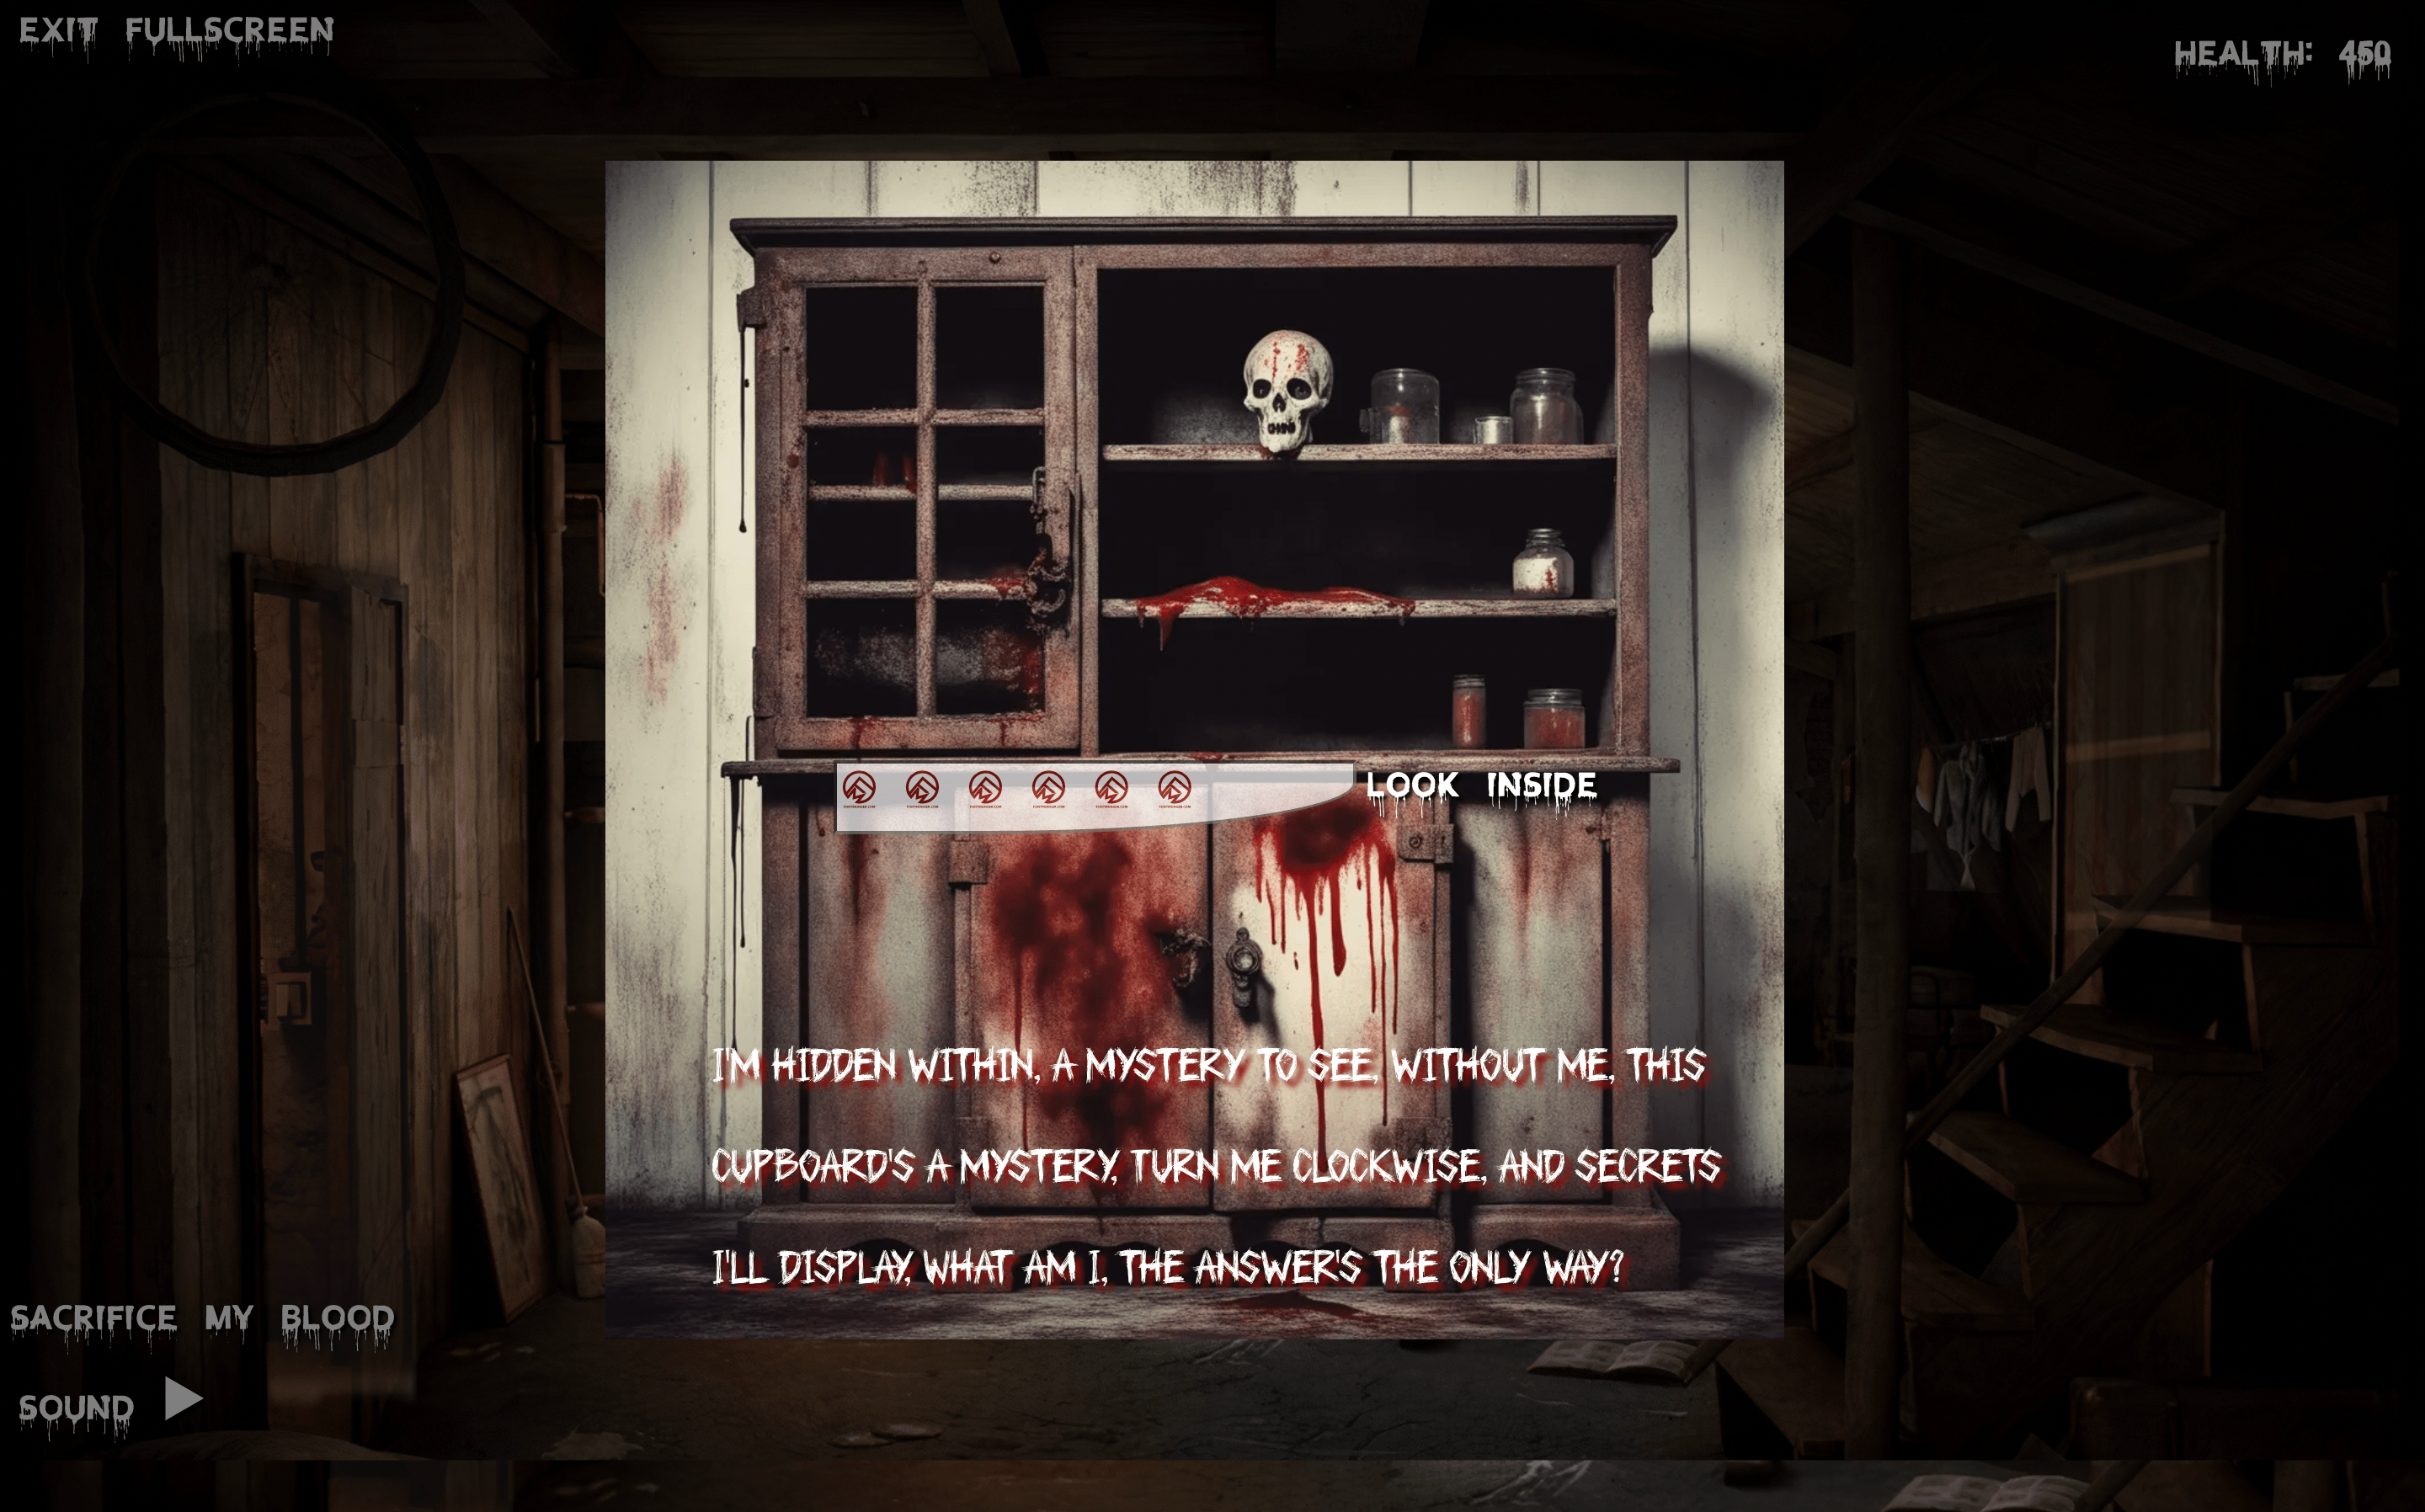 EXIT FULLSCREEN
HEALTH: 450
LOOK INSIDE
I'M HIDDEN WITHIN, A MYSTERY TO SEE, WITHOUT ME, THIS
CUPBOARD'S A MYSTERY, TURN ME CLOCKWISE, AND SECRETS
I'LL DISPLAY, WHAT AM I, THE ANSWER'S THE ONLY WAY?
SACRIFICE MY BLOOD
SOUND